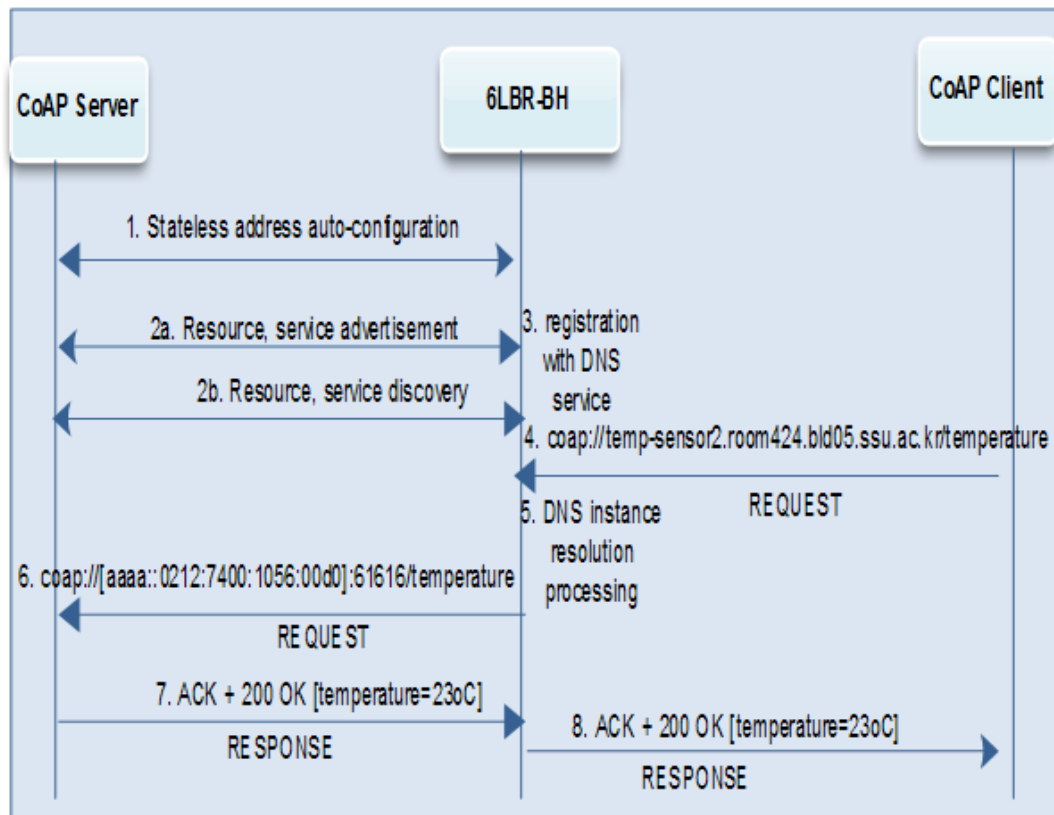 CoAP Server
6LBR-BH
CoAP Client
1. Stateless address auto-configuration
2a. Resource, service advertisement
3. registration
with DNS
service
2b. Resource, service discovery
4. coap://temp-sensor2.room424.bld05.ssu.ac.kr/temperature
REQUEST
5. DNS instance
resolution
processing
6. coap://[aaaa::0212:7400:1056:00d0]:61616/temperature
REQUEST
7. ACK + 200 OK [temperature=23oC]
RESPONSE
8. ACK + 200 OK [temperature=23oC]
RESPONSE